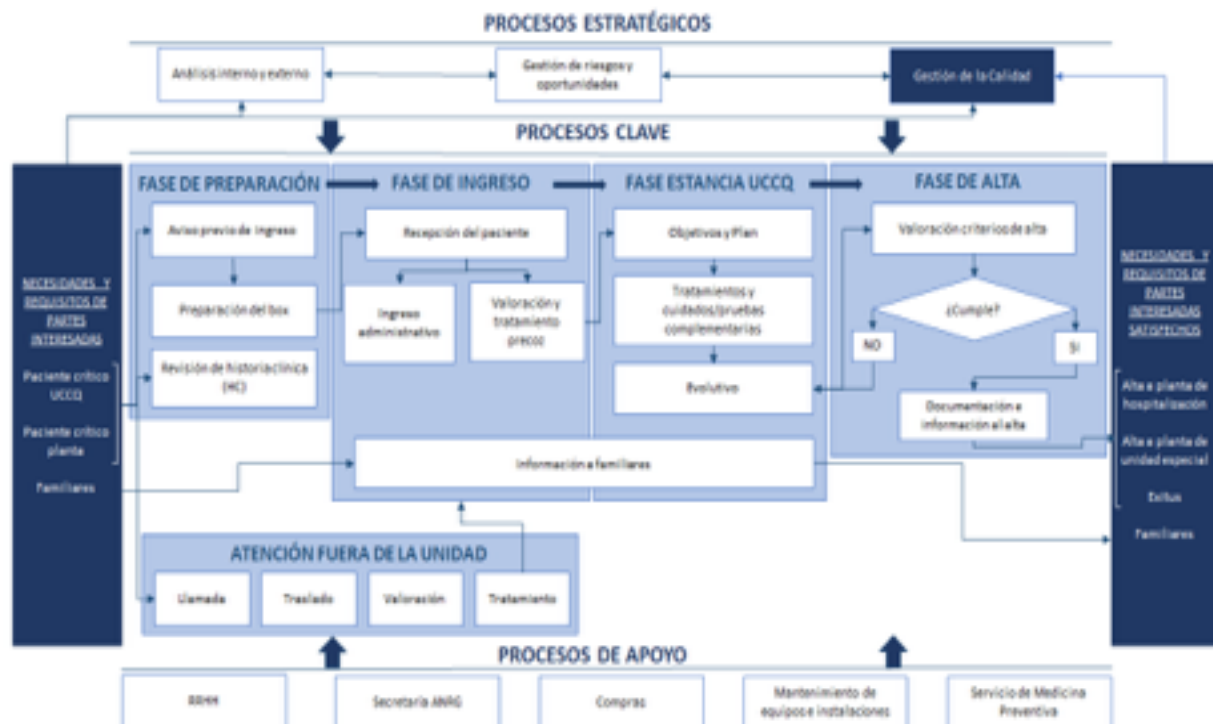 PROCESOS ESTRATÉGICOS
Análisis interno y externo
Gestión de riesgos y
oportunidades
Gestión de la Calidad
PROCESOS CLAVE
NECESIDADES Y
REQUISITOS DE
PARTES
INTERESADAS
Paciente crítico
UCCQ
Paciente crítico
planta
Familiares
FASE DE PREPARACIÓN
Aviso previo de ingreso
Preparación del box
Revisión de historia clínica
(HC)
FASE DE INGRESO
Recepción del paciente
Ingreso
administrativo
Valoración y
tratamiento
precoz
FASE ESTANCIA UCCQ
Objetivos y Plan
Tratamientos y
cuidados/pruebas
complementarias
Evolutivo
FASE DE ALTA
Valoración criterios de alta
¿Cumple?
NO
SI
Documentación e
información al alta
Información a familiares
NECESIDADES Y
REQUISITOS DE
PARTES
INTERESADAS
SATISFECHOS
Alta a planta de
hospitalización
Alta a planta de
unidad especial
Exitus
Familiares
ATENCIÓN FUERA DE LA UNIDAD
Llamada
Traslado
Valoración
Tratamiento
PROCESOS DE APOYO
RRHH
Secretaría ANRG
Compras
Mantenimiento de
equipos e instalaciones
Servicio de Medicina
Preventiva